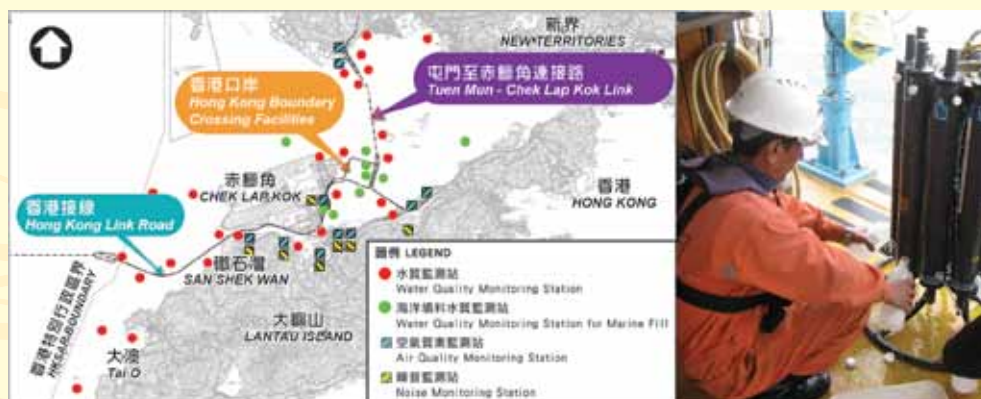 新界
NEW TERRITORIES
屯門至赤鱲角連接路
Tuen Mun - Chek Lap Kok Link
香港口岸
Hong Kong Boundary
Crossing Facilities
赤鱲角
CHEK LAP KOK
香港
HONG KONG
香港接線
Hong Kong Link Road
䃟石灣
SAN SHEK WAN
大嶼山
LANTAU ISLAND
香港特別行政區界
HKSAR BOUNDARY
大澳
Tai O
圖例 LEGEND
水質監測站
Water Quality Monitoring Station
海洋填料水質監測站
Water Quality Monitoring Station for Marine Fill
空氣質素監測站
Air Quality Monitoring Station
噪音監測站
Noise Monitoring Station